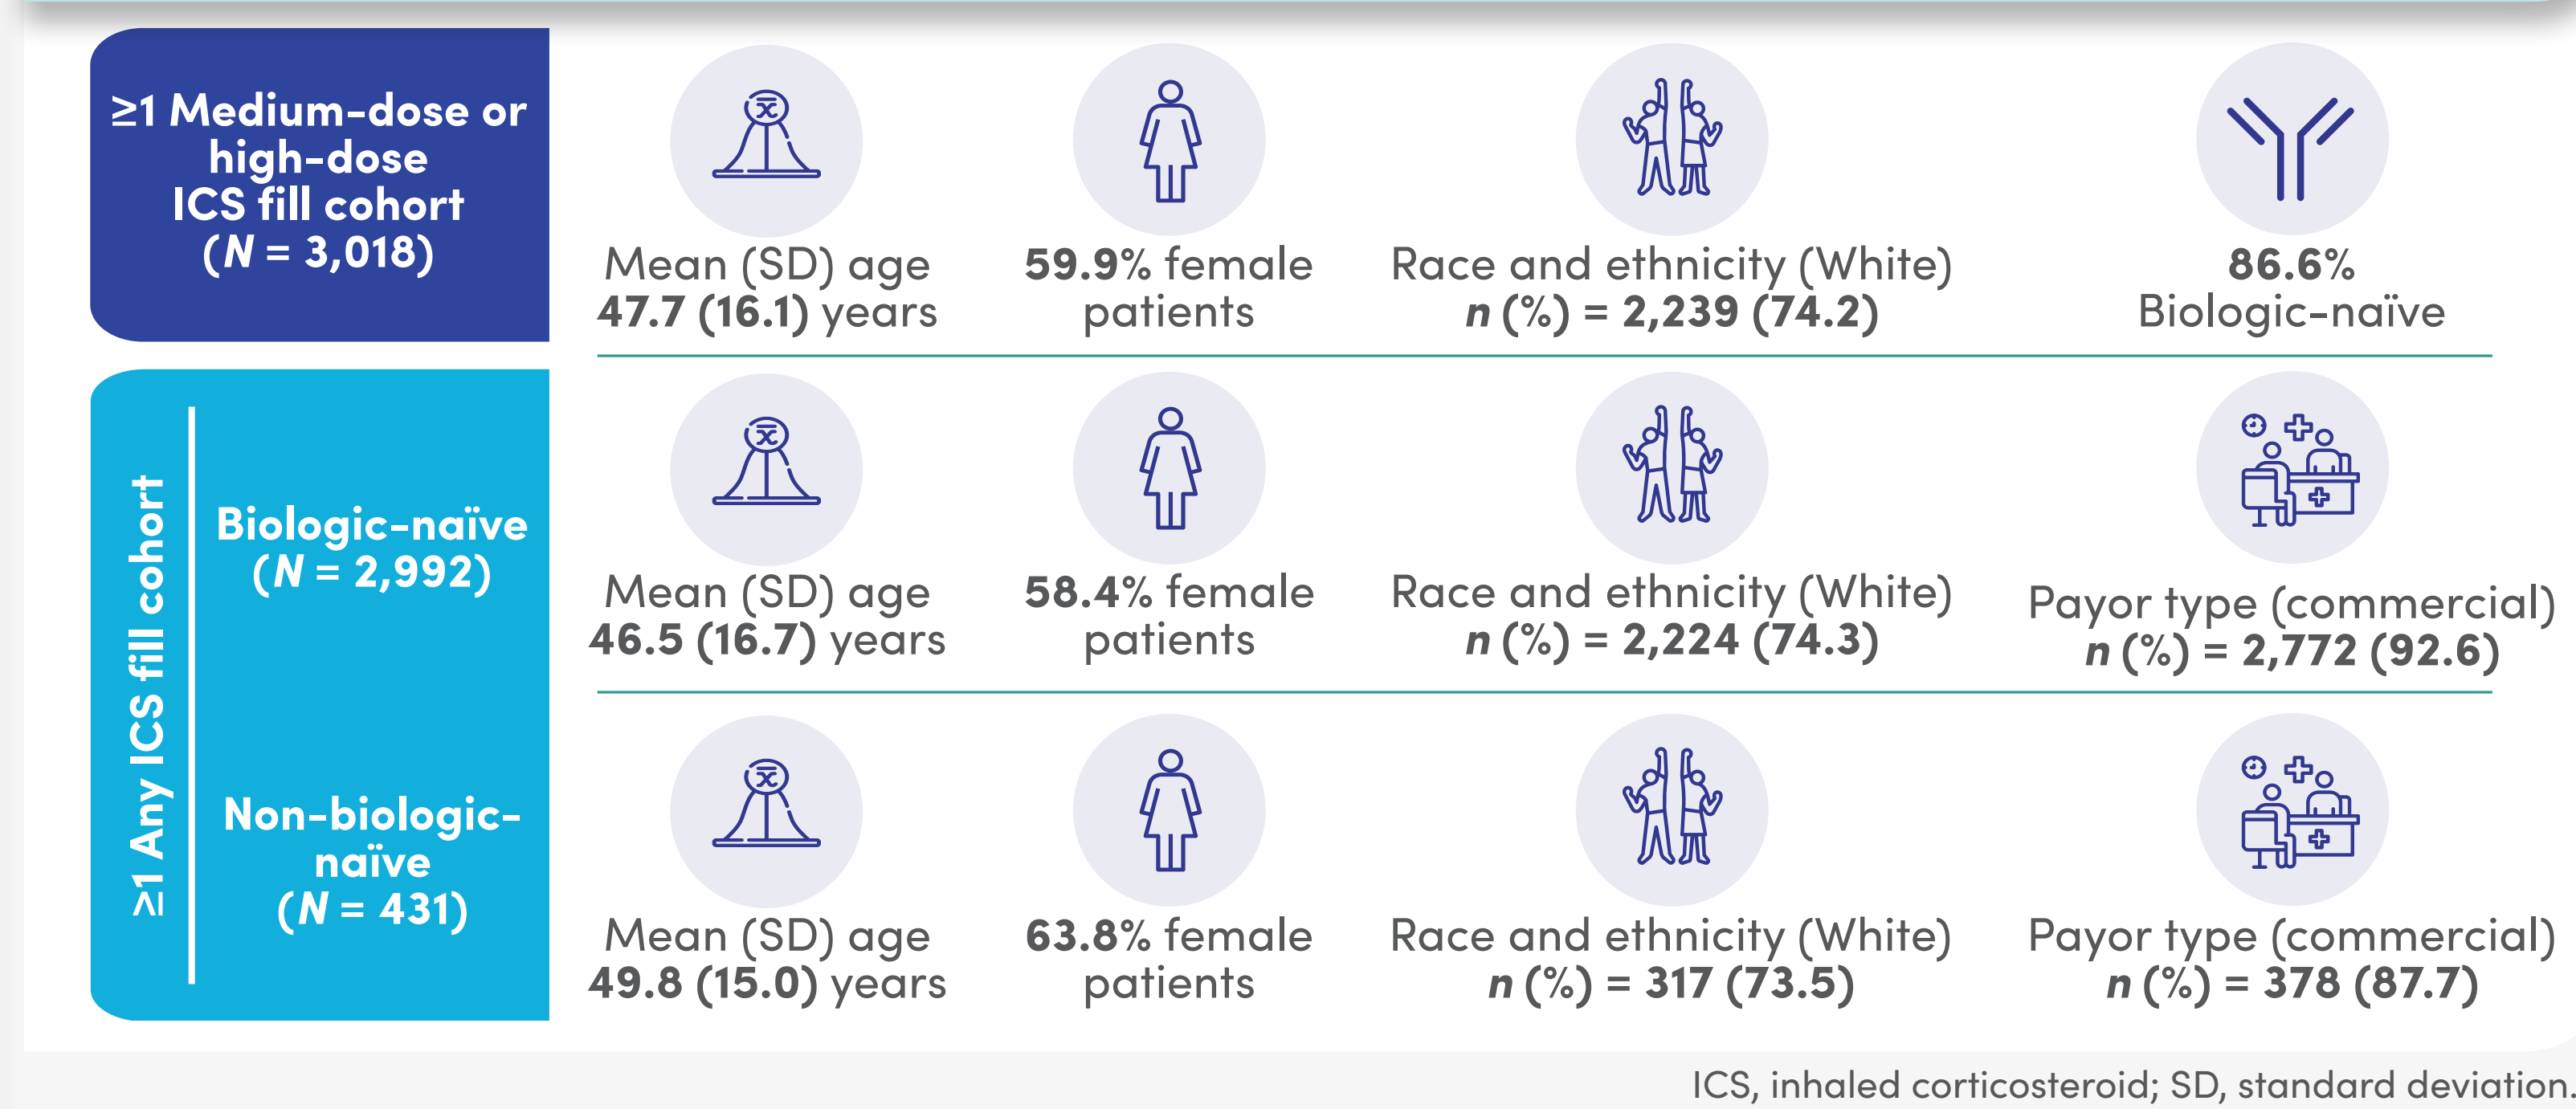 ≥1 Medium-dose or
high-dose
ICS fill cohort
(N = 3,018)
Mean (SD) age
47.7 (16.1) years
59.9% female
patients
Race and ethnicity (White)
n (%) = 2,239 (74.2)
86.6%
Biologic-naïve
≥1 Any ICS fill cohort
Biologic-naïve
(N = 2,992)
Mean (SD) age
46.5 (16.7) years
58.4% female
patients
Race and ethnicity (White)
n (%) = 2,224 (74.3)
Payor type (commercial)
n (%) = 2,772 (92.6)
Non-biologic-
naïve
(N = 431)
Mean (SD) age
49.8 (15.0) years
63.8% female
patients
Race and ethnicity (White)
n (%) = 317 (73.5)
Payor type (commercial)
n (%) = 378 (87.7)
ICS, inhaled corticosteroid; SD, standard deviation.